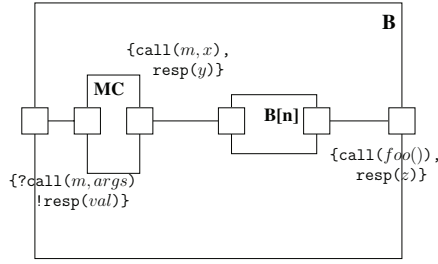 B
{call(m, x),
resp(y)}
MC
B[n]
{call(foo()),
resp(z)}
{?call(m, args)
!resp(val)}